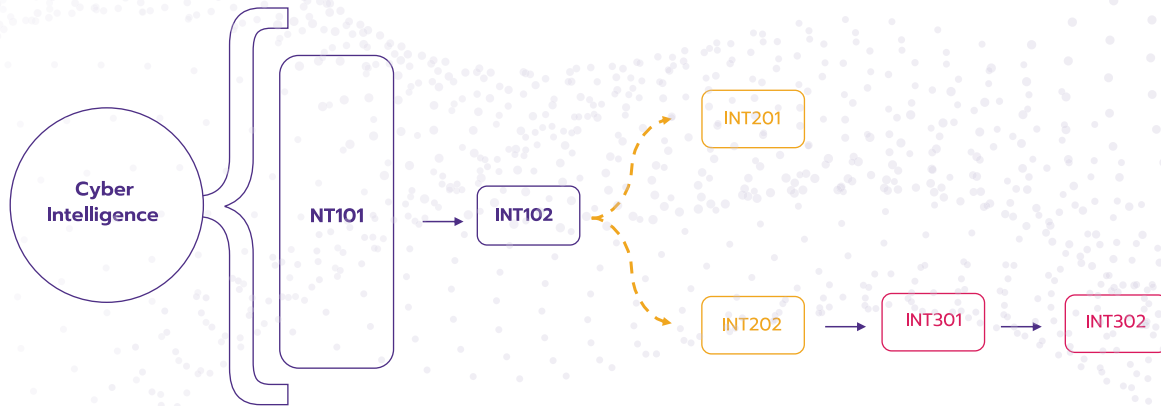 Cyber
Intelligence
NT101
INT102
INT201
INT202
INT301
INT302